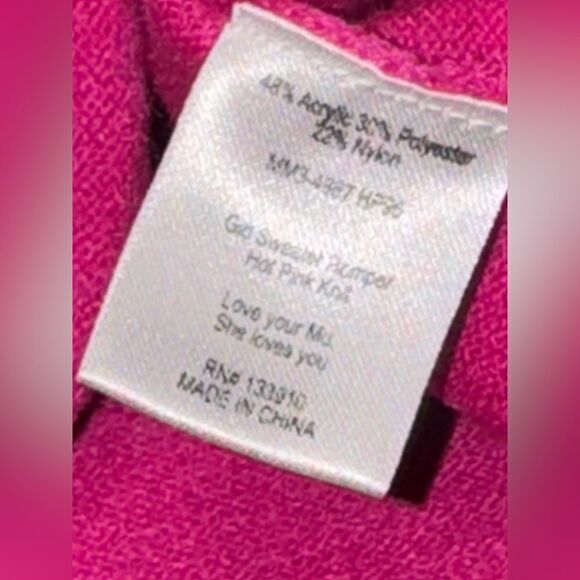 48% Acrylic 30% Polyester
22% Nylon
Sweater Romper
Hot Pink Knit
Love your Mu.
She loves you
RN# 133910
MADE IN CHINA